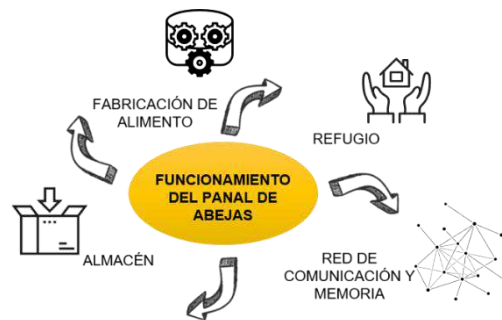 FABRICACIÓN DE
ALIMENTO
REFUGIO
FUNCIONAMIENTO
DEL PANAL DE
ABEJAS
ALMACÉN
RED DE
COMUNICACIÓN Y
MEMORIA